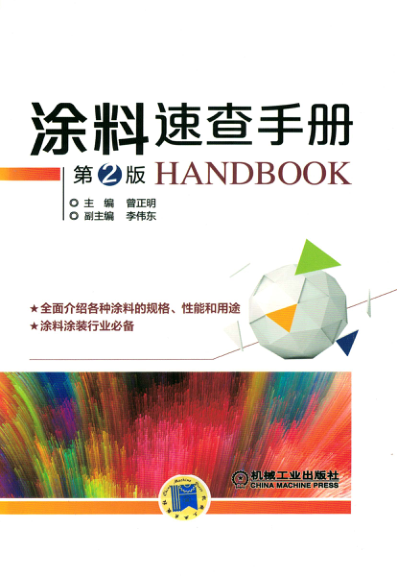 涂料速查手册
第2版 HANDBOOK
◎ 主 编 曾正明
◎ 副主编 李伟东
★全面介绍各种涂料的规格、性能和用途
★涂料涂装行业必备
机械工业出版社
CHINA MACHINE PRESS